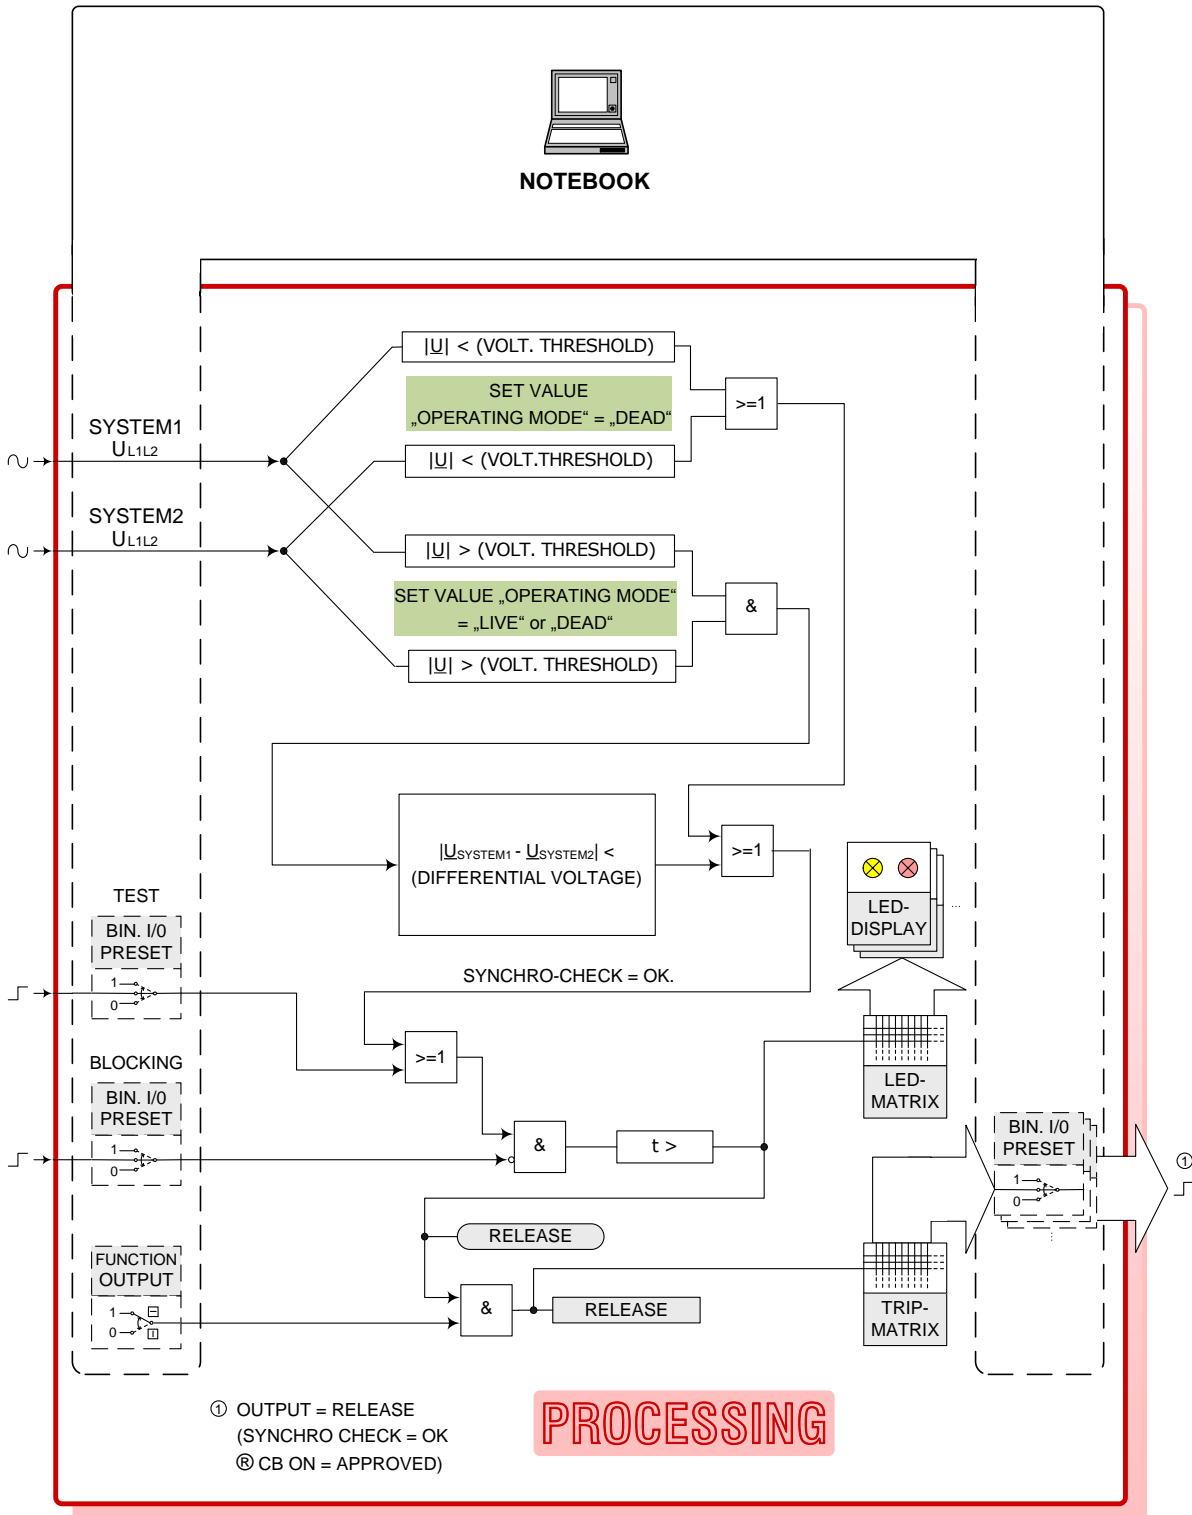 NOTEBOOK
|U| < (VOLT. THRESHOLD)
SET VALUE
„OPERATING MODE“ = „DEAD“
>=1
SYSTEM1
UL1L2
|U| < (VOLT.THRESHOLD)
SYSTEM2
UL1L2
|U| > (VOLT. THRESHOLD)
SET VALUE „OPERATING MODE“
= „LIVE“ or „DEAD“
&
|U| > (VOLT. THRESHOLD)
|USYSTEM1 - USYSTEM2| <
(DIFFERENTIAL VOLTAGE)
>=1
LED-
DISPLAY
...
TEST
BIN. I/0
PRESET
1
0
SYNCHRO-CHECK = OK.
>=1
LED-
MATRIX
BLOCKING
BIN. I/0
PRESET
1
0
&
t >
BIN. I/0
PRESET
1
0
...
①
RELEASE
FUNCTION
OUTPUT
1
0
&
RELEASE
TRIP-
MATRIX
① OUTPUT = RELEASE
(SYNCHRO CHECK = OK
® CB ON = APPROVED)
PROCESSING